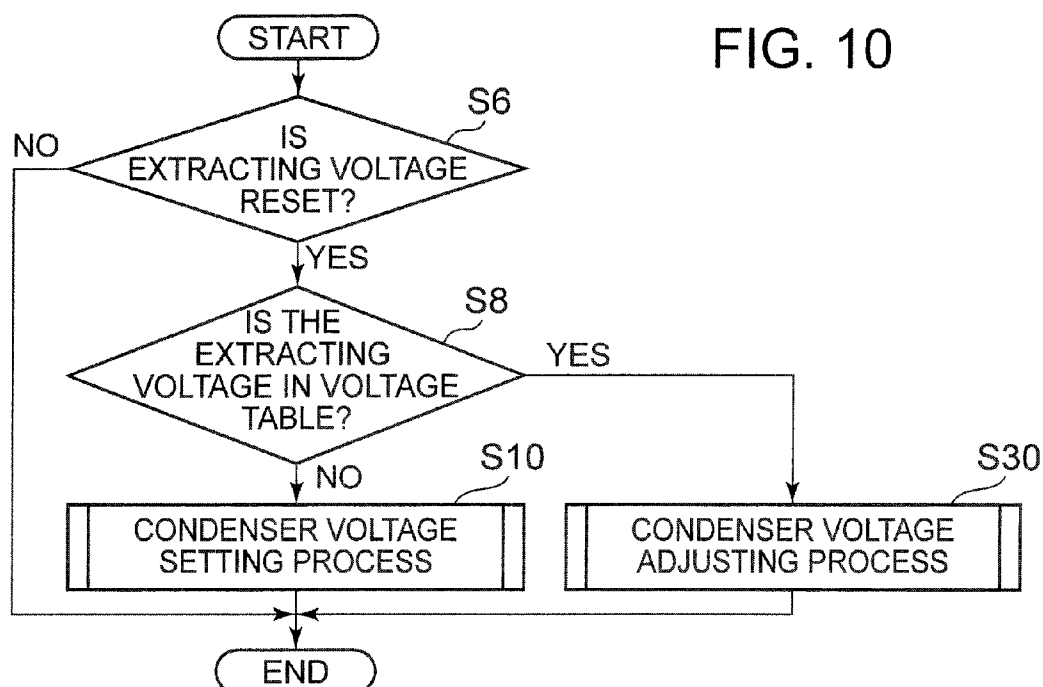 START
FIG. 10
S6
NO
IS
EXTRACTING VOLTAGE
RESET?
YES
S8
IS THE
EXTRACTING
VOLTAGE IN VOLTAGE
TABLE?
YES
NO
S10
S30
CONDENSER VOLTAGE
SETTING PROCESS
CONDENSER VOLTAGE
ADJUSTING PROCESS
END